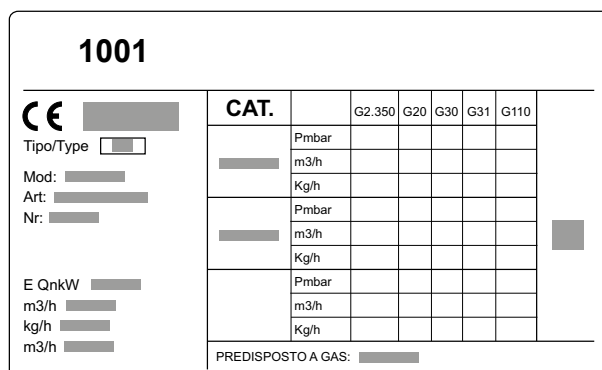 1001
CE
Tipo/Type
Mod:
Art:
Nr:
E QnkW
m3/h
kg/h
m3/h
CAT. G2.350 G20 G30 G31 G110
Pmbar
m3/h
Kg/h
Pmbar
m3/h
Kg/h
Pmbar
m3/h
Kg/h
PREDISPOSTO A GAS: